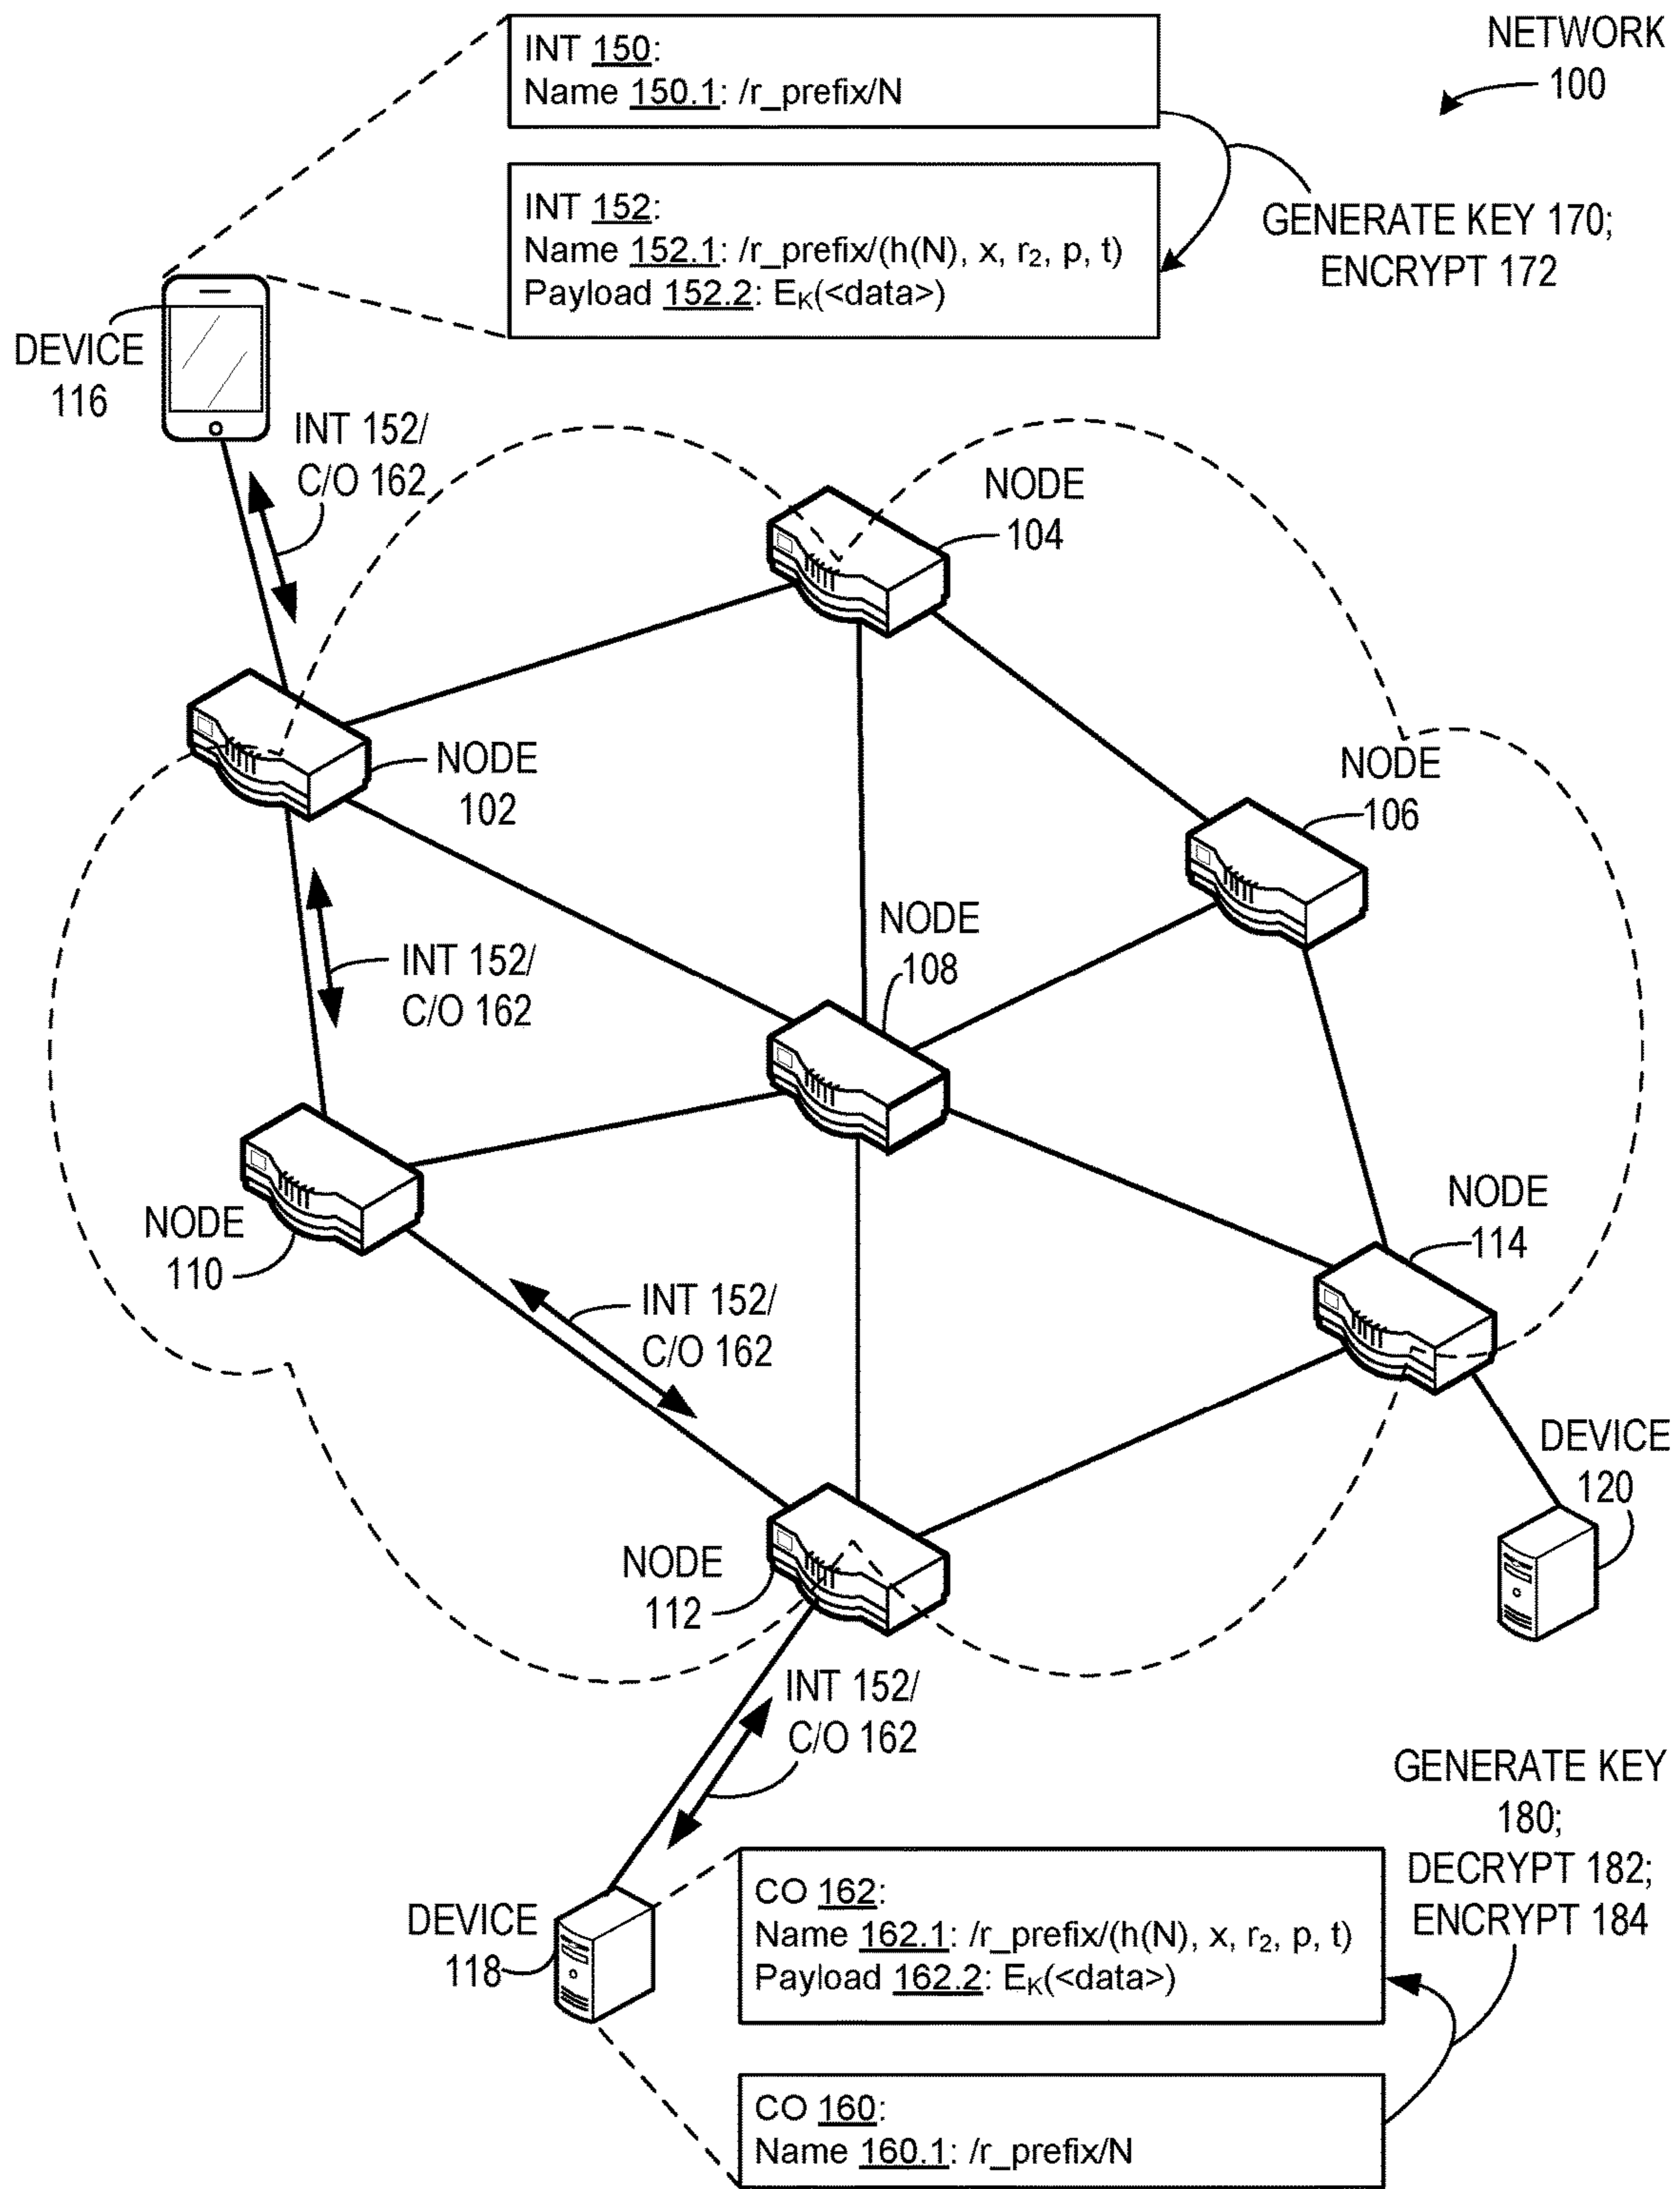 NETWORK
100
INT 150:
Name 150.1: /r_prefix/N
INT 152:
Name 152.1: /r_prefix/(h(N), x, r₂, p, t)
Payload 152.2: E_K(<data>)
GENERATE KEY 170;
ENCRYPT 172
DEVICE
116
INT 152/
C/O 162
NODE
104
NODE
102
NODE
106
NODE
108
INT 152/
C/O 162
NODE
110
NODE
114
INT 152/
C/O 162
DEVICE
120
NODE
112
INT 152/
C/O 162
GENERATE KEY
180;
DECRYPT 182;
ENCRYPT 184
DEVICE
118
CO 162:
Name 162.1: /r_prefix/(h(N), x, r₂, p, t)
Payload 162.2: E_K(<data>)
CO 160:
Name 160.1: /r_prefix/N